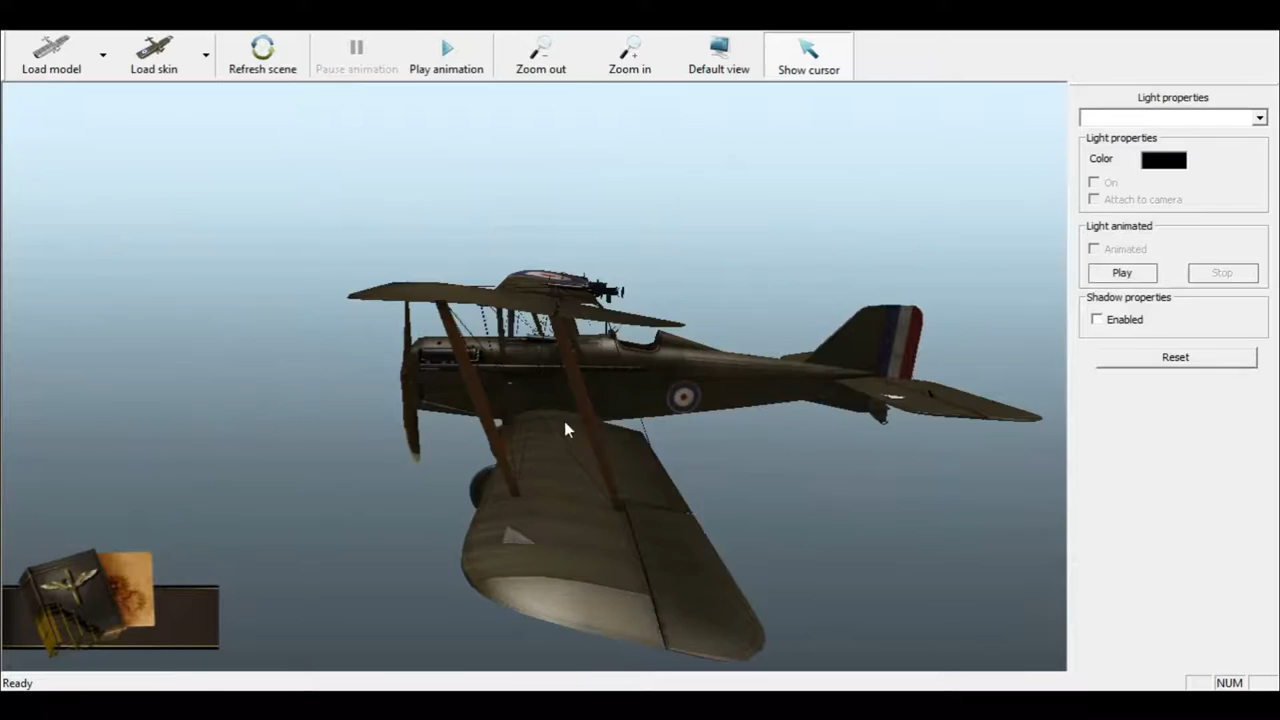 Load model
Load skin
Refresh scene
Pause animation
Play animation
Zoom out
Zoom in
Default view
Show cursor
Light properties
Light properties
Color
On
Attach to camera
Light animated
Animated
Play
Stop
Shadow properties
Enabled
Reset
Ready
NUM